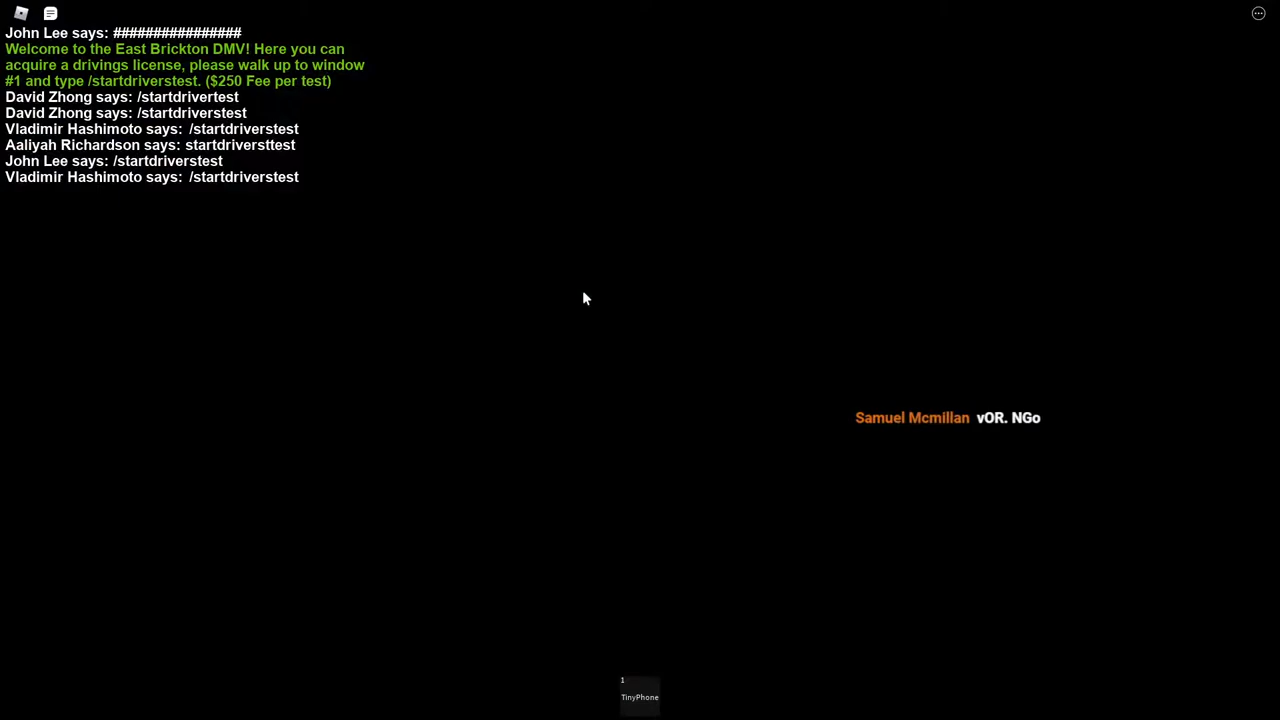 John Lee says: ################
Welcome to the East Brickton DMV! Here you can
acquire a drivings license, please walk up to window
#1 and type /startdriverstest. ($250 Fee per test)
David Zhong says: /startdrivertest
David Zhong says: /startdriverstest
Vladimir Hashimoto says: /startdriverstest
Aaliyah Richardson says: startdriversttest
John Lee says: /startdriverstest
Vladimir Hashimoto says: /startdriverstest
Samuel Mcmillan vOR. NGo
1
TinyPhone